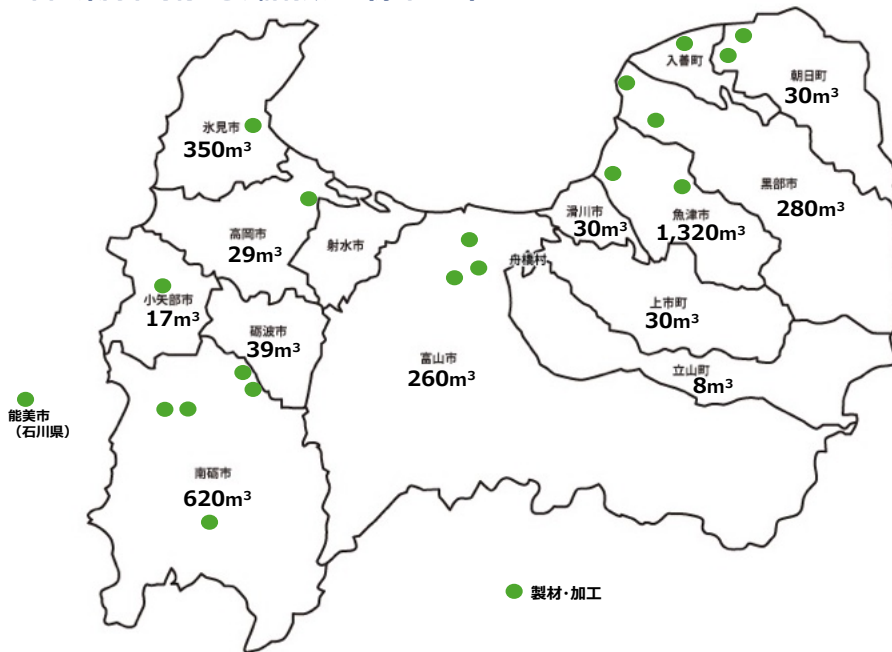 入善町
朝日町
30m³
氷見市
350m³
黒部市
280m³
滑川市
30m³
魚津市
1,320m³
高岡市
29m³
射水市
舟橋村
小矢部市
17m³
上市町
30m³
砺波市
39m³
富山市
260m³
立山町
8m³
能美市
（石川県）
南砺市
620m³
製材・加工